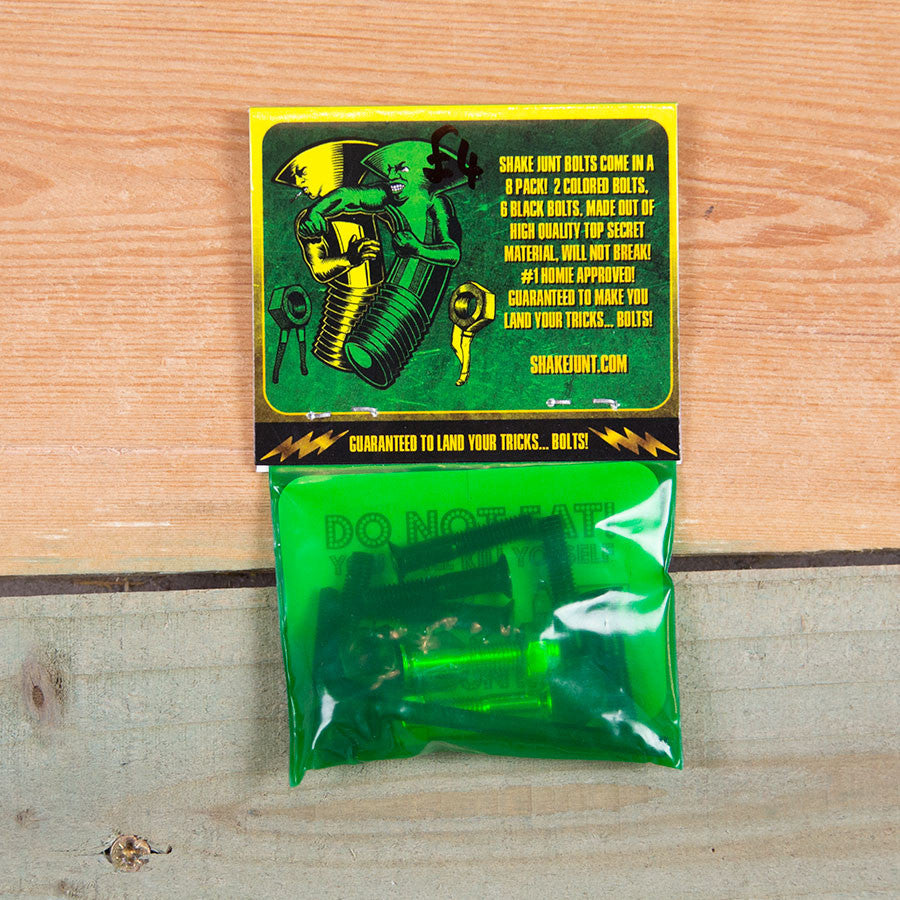 £4
SHAKE JUNT BOLTS COME IN A
8 PACK! 2 COLORED BOLTS,
6 BLACK BOLTS. MADE OUT OF
HIGH QUALITY TOP SECRET
MATERIAL, WILL NOT BREAK!
#1 HOMIE APPROVED!
GUARANTEED TO MAKE YOU
LAND YOUR TRICKS... BOLTS!
SHAKEJUNT.COM
GUARANTEED TO LAND YOUR TRICKS... BOLTS!
DO NOT EAT!
YOURSELF